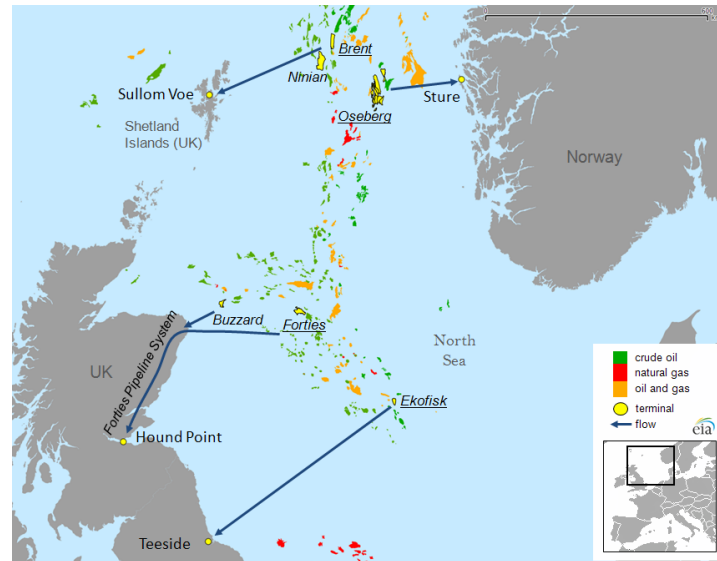 600
Brent
Ninian
Sullom Voe
Sture
Oseberg
Shetland
Islands (UK)
Norway
Buzzard
Forties
Forties Pipeline System
North
Sea
UK
Ekofisk
Hound Point
Teeside
crude oil
natural gas
oil and gas
terminal
flow
eia